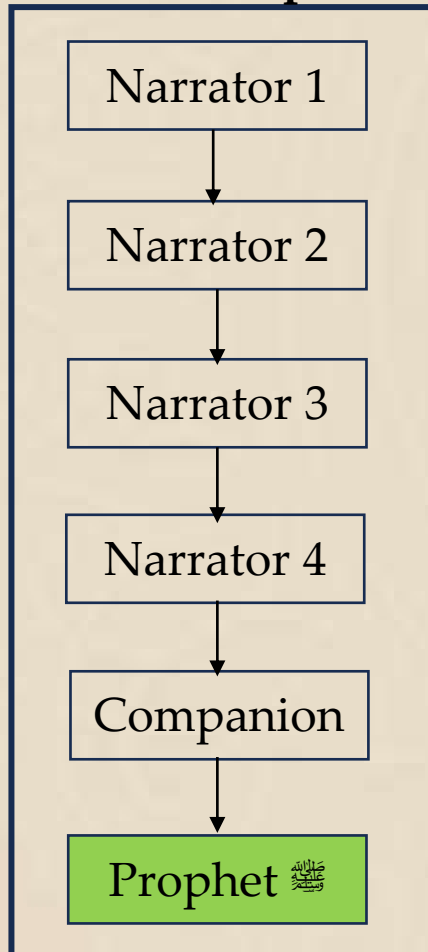 Narrator 1
Narrator 2
Narrator 3
Narrator 4
Companion
Prophet ﷺ